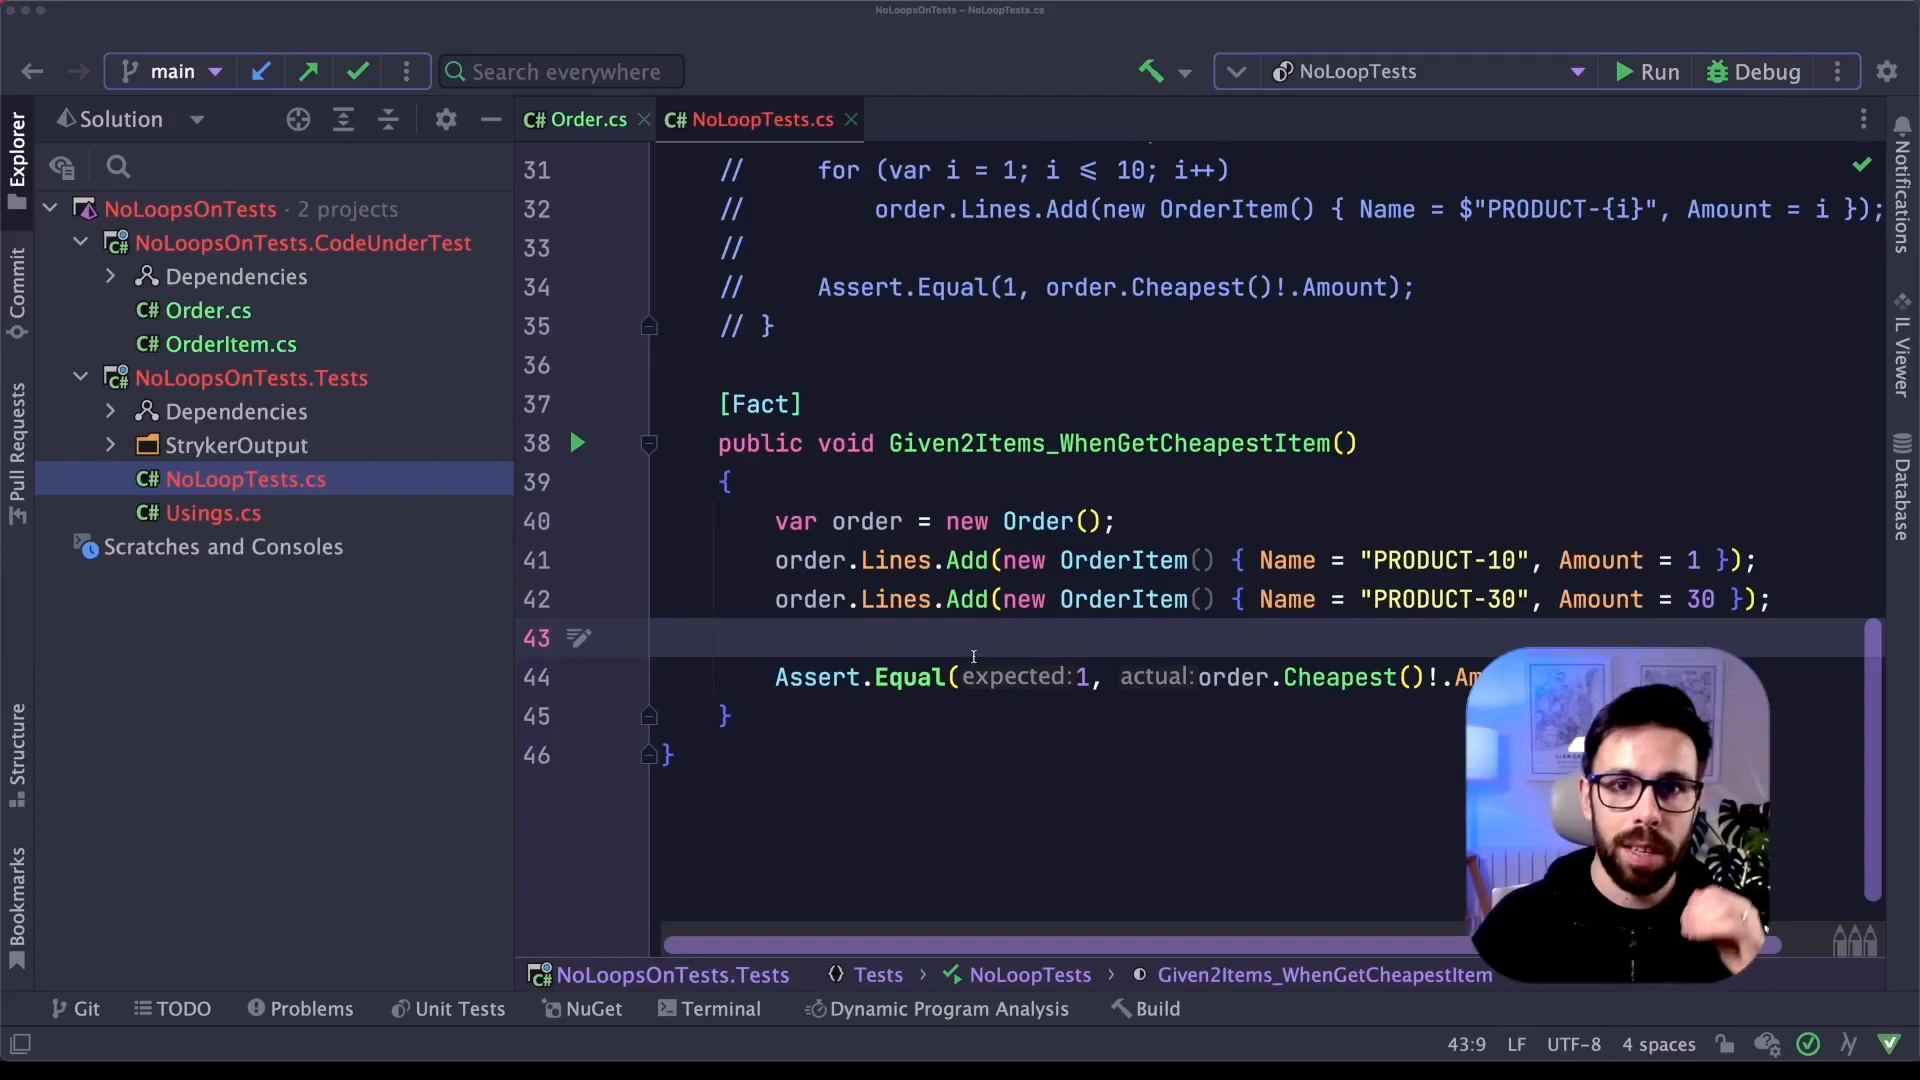 NoLoopsOnTests – NoLoopTests.cs
main
Search everywhere
NoLoopTests
Run
Debug
Explorer
Commit
Pull Requests
Structure
Bookmarks
Solution
NoLoopsOnTests · 2 projects
C# NoLoopsOnTests.CodeUnderTest
Dependencies
C# Order.cs
C# OrderItem.cs
C# NoLoopsOnTests.Tests
Dependencies
StrykerOutput
C# NoLoopTests.cs
C# Usings.cs
Scratches and Consoles
C# Order.cs
C# NoLoopTests.cs
31 //      for (var i = 1; i <= 10; i++)
32 //          order.Lines.Add(new OrderItem() { Name = $"PRODUCT-{i}", Amount = i });
33 //
34 //      Assert.Equal(1, order.Cheapest()!.Amount);
35 // }
36
37 [Fact]
38 public void Given2Items_WhenGetCheapestItem()
39 {
40     var order = new Order();
41     order.Lines.Add(new OrderItem() { Name = "PRODUCT-10", Amount = 1 });
42     order.Lines.Add(new OrderItem() { Name = "PRODUCT-30", Amount = 30 });
43
44     Assert.Equal(expected: 1, actual: order.Cheapest()!.Am
45 }
46 }
Notifications
IL Viewer
Database
C# NoLoopsOnTests.Tests
Tests
NoLoopTests
Given2Items_WhenGetCheapestItem
Git
TODO
Problems
Unit Tests
NuGet
Terminal
Dynamic Program Analysis
Build
43:9
LF
UTF-8
4 spaces